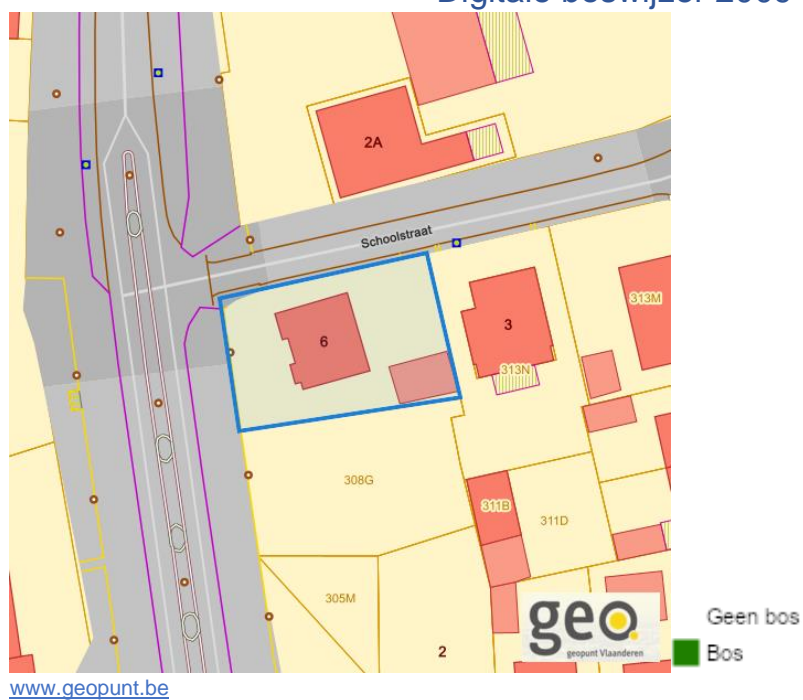 2A
Schoolstraat
313M
6
3
313N
308G
311B
311D
305M
2
geo
geopunt Vlaanderen
Geen bos
Bos
www.geopunt.be